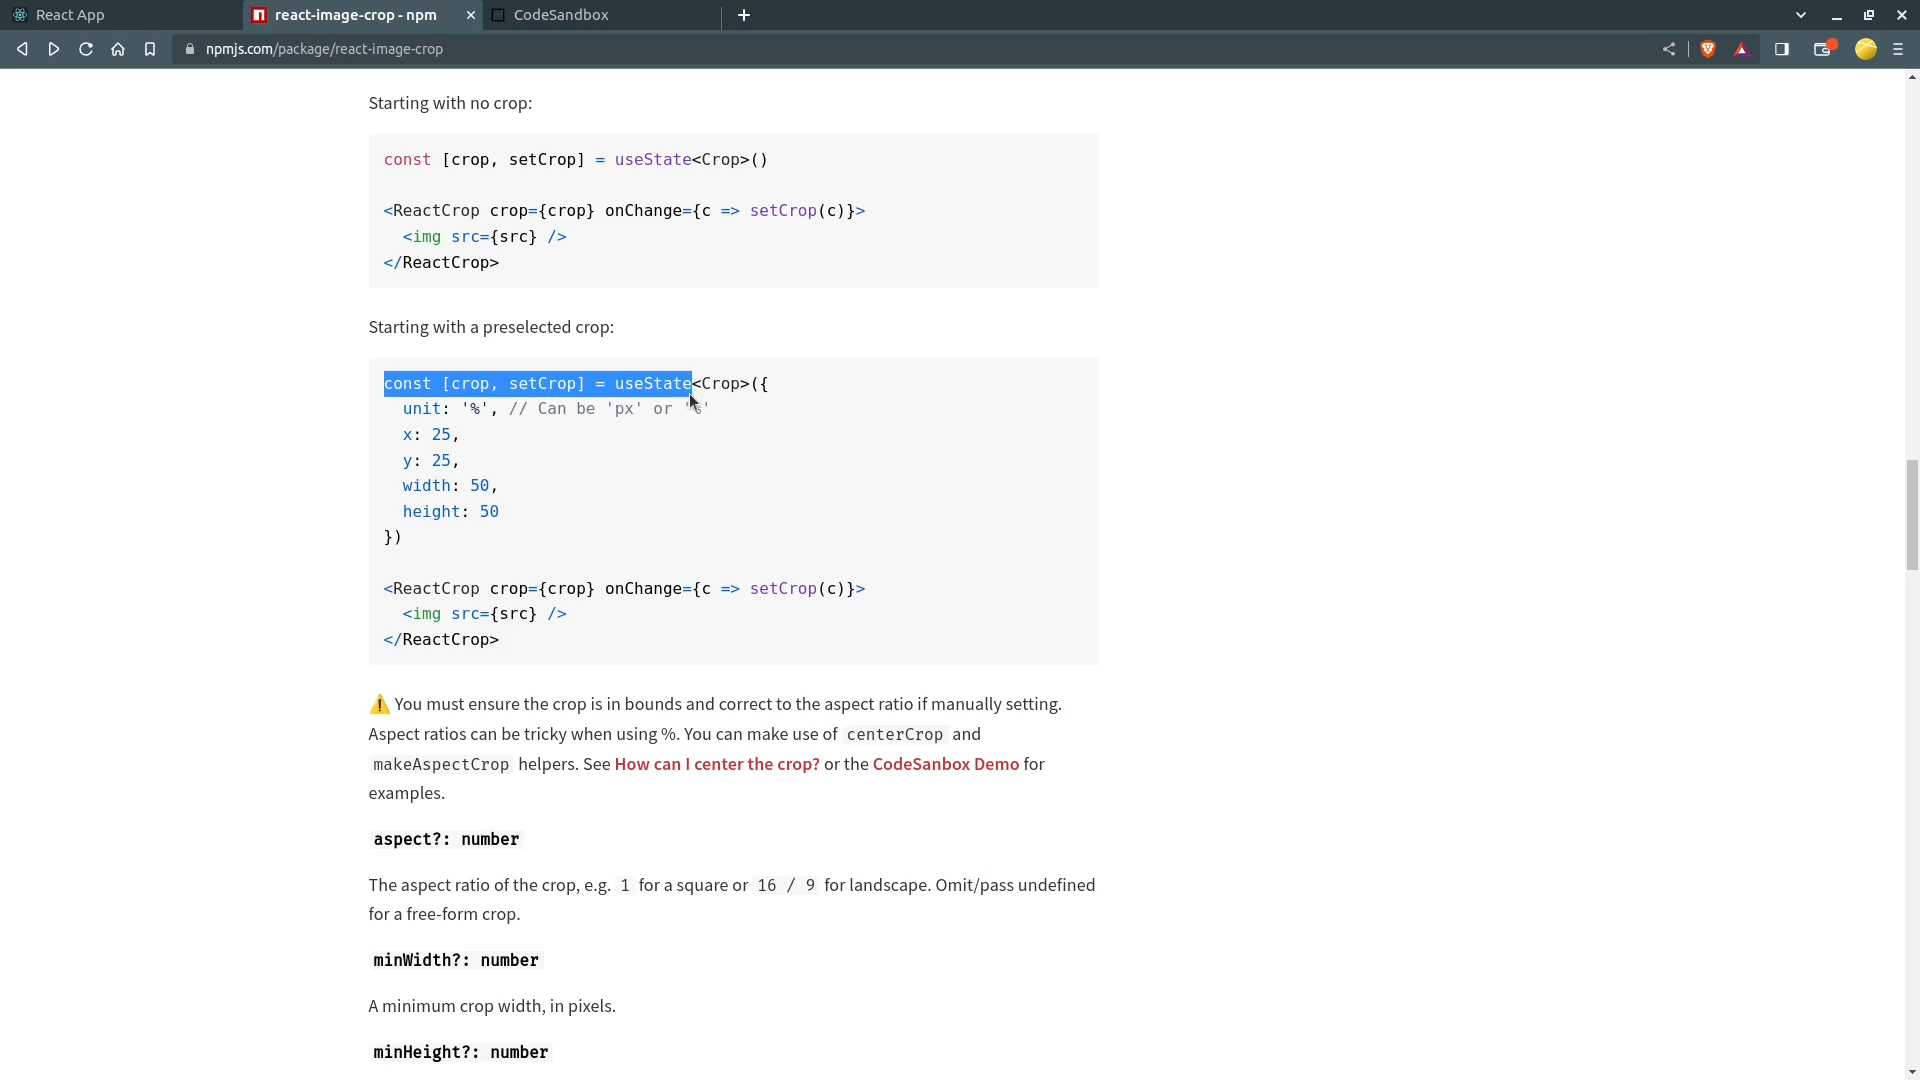 React App
react-image-crop - npm
CodeSandbox
npmjs.com/package/react-image-crop
Starting with no crop:
const [crop, setCrop] = useState<Crop>()
<ReactCrop crop={crop} onChange={c => setCrop(c)}>
<img src={src} />
</ReactCrop>
Starting with a preselected crop:
const [crop, setCrop] = useState<Crop>({
unit: '%', // Can be 'px' or '%'
x: 25,
y: 25,
width: 50,
height: 50
})
<ReactCrop crop={crop} onChange={c => setCrop(c)}>
<img src={src} />
</ReactCrop>
⚠️ You must ensure the crop is in bounds and correct to the aspect ratio if manually setting.
Aspect ratios can be tricky when using %. You can make use of centerCrop and
makeAspectCrop helpers. See How can I center the crop? or the CodeSanbox Demo for
examples.
aspect?: number
The aspect ratio of the crop, e.g. 1 for a square or 16 / 9 for landscape. Omit/pass undefined
for a free-form crop.
minWidth?: number
A minimum crop width, in pixels.
minHeight?: number